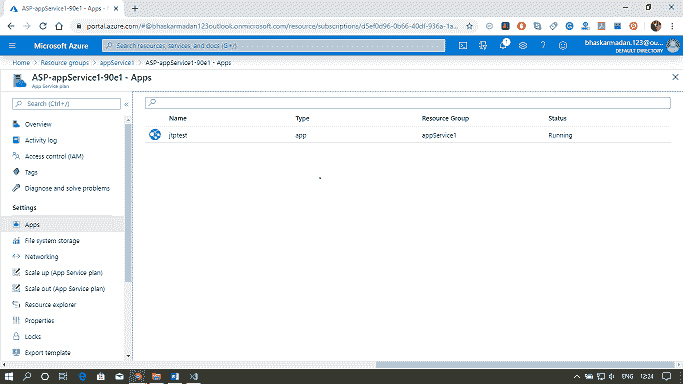 ASP-appService1-90e1 - Apps - M
portal.azure.com/#@bhaskarmadan123outlook.onmicrosoft.com/resource/subscriptions/d5ef0d96-0b66-40df-936a-1a...
Microsoft Azure
Search resources, services, and docs (G+/)
bhaskarmadan.123@ou...
DEFAULT DIRECTORY
Home > Resource groups > appService1 > ASP-appService1-90e1 - Apps
ASP-appService1-90e1 - Apps
App Service plan
Search (Ctrl+/)
Overview
Activity log
Access control (IAM)
Tags
Diagnose and solve problems
Settings
Apps
File system storage
Networking
Scale up (App Service plan)
Scale out (App Service plan)
Resource explorer
Properties
Locks
Export template
Name Type Resource Group Status
jtptest app appService1 Running
ENG 12:24